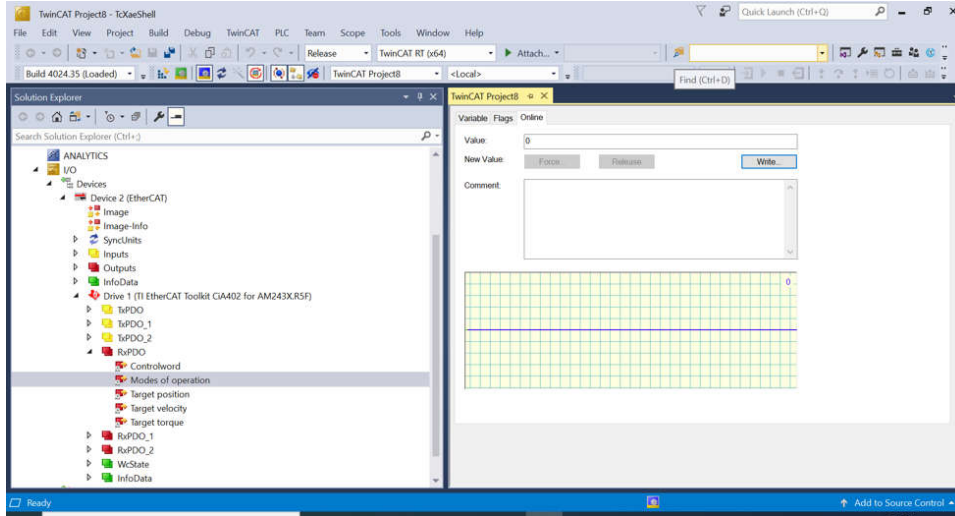 TwinCAT Project8 - TcXaeShell
Quick Launch (Ctrl+Q)
File Edit View Project Build Debug TwinCAT PLC Team Scope Tools Window Help
Release TwinCAT RT (x64) Attach...
Build 4024.35 (Loaded) TwinCAT Project8 <Local>
Find (Ctrl+D)
Solution Explorer
TwinCAT Project8
Search Solution Explorer (Ctrl+;)
Variable Flags Online
ANALYTICS
I/O
Devices
Device 2 (EtherCAT)
Image
Image-Info
SyncUnits
Inputs
Outputs
InfoData
Drive 1 (TI EtherCAT Toolkit CiA402 for AM243X.R5F)
TxPDO
TxPDO_1
TxPDO_2
RxPDO
Controlword
Modes of operation
Target position
Target velocity
Target torque
RxPDO_1
RxPDO_2
WcState
InfoData
Value: 0
New Value: Force... Release Write...
Comment:
0
Ready
Add to Source Control